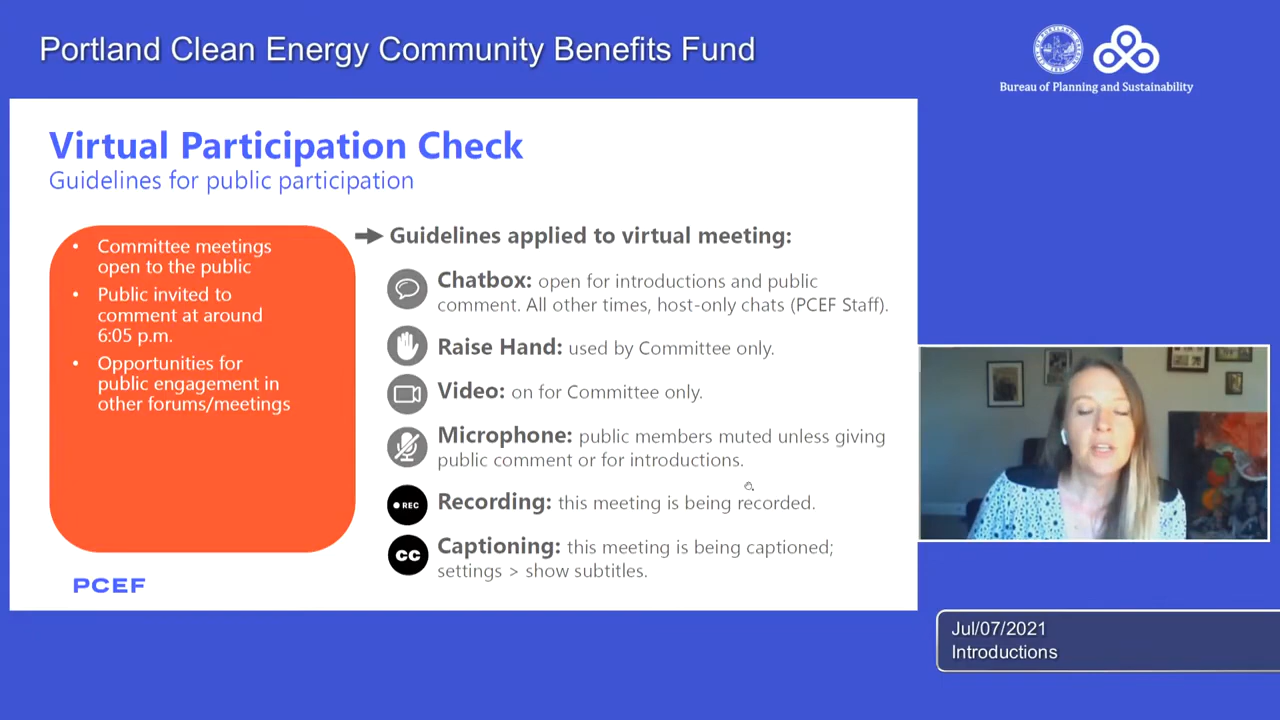 Portland Clean Energy Community Benefits Fund
Bureau of Planning and Sustainability
Virtual Participation Check
Guidelines for public participation
• Committee meetings
open to the public
• Public invited to
comment at around
6:05 p.m.
• Opportunities for
public engagement in
other forums/meetings
Guidelines applied to virtual meeting:
Chatbox: open for introductions and public
comment. All other times, host-only chats (PCEF Staff).
Raise Hand: used by Committee only.
Video: on for Committee only.
Microphone: public members muted unless giving
public comment or for introductions.
REC
Recording: this meeting is being recorded.
CC
Captioning: this meeting is being captioned;
settings > show subtitles.
PCEF
Jul/07/2021
Introductions